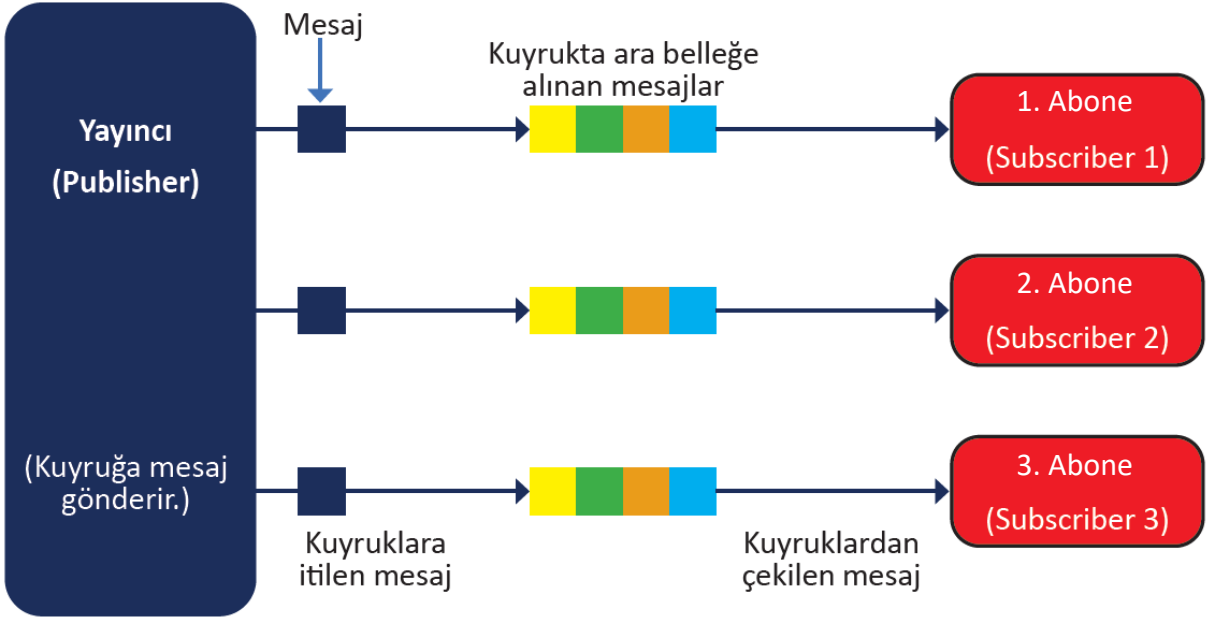 Mesaj
Kuyrukta ara belleğe
alınan mesajlar
Yayıncı
(Publisher)
1. Abone
(Subscriber 1)
2. Abone
(Subscriber 2)
(Kuyruğa mesaj
gönderir.)
3. Abone
(Subscriber 3)
Kuyruklara
itilen mesaj
Kuyruklardan
çekilen mesaj